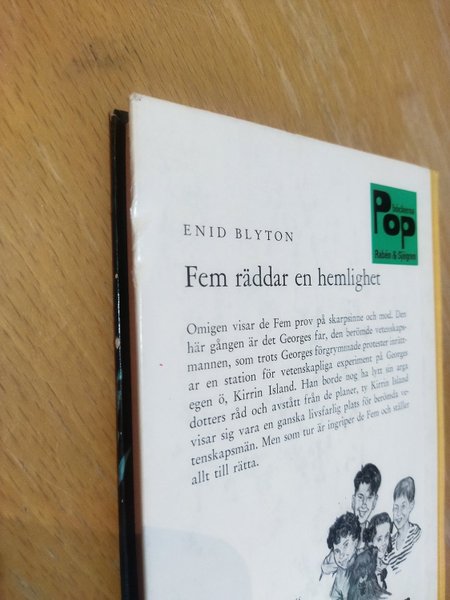 Pop böckerna
Rabén & Sjögren
ENID BLYTON
Fem räddar en hemlighet
Omigen visar de Fem prov på skarpsinne och mod. Den
här gången är det Georges far, den berömde vetenskaps-
mannen, som trots Georges förgrymmade protester inrätt-
ar en station för vetenskapliga experiment på Georges
egen ö, Kirrin Island. Han borde nog ha lytt sin arga
dotters råd och avstått från de planer, ty Kirrin Island
visar sig vara en ganska livsfarlig plats för berömda ve-
tenskapsmän. Men som tur är ingriper de Fem och ställer
allt till rätta.